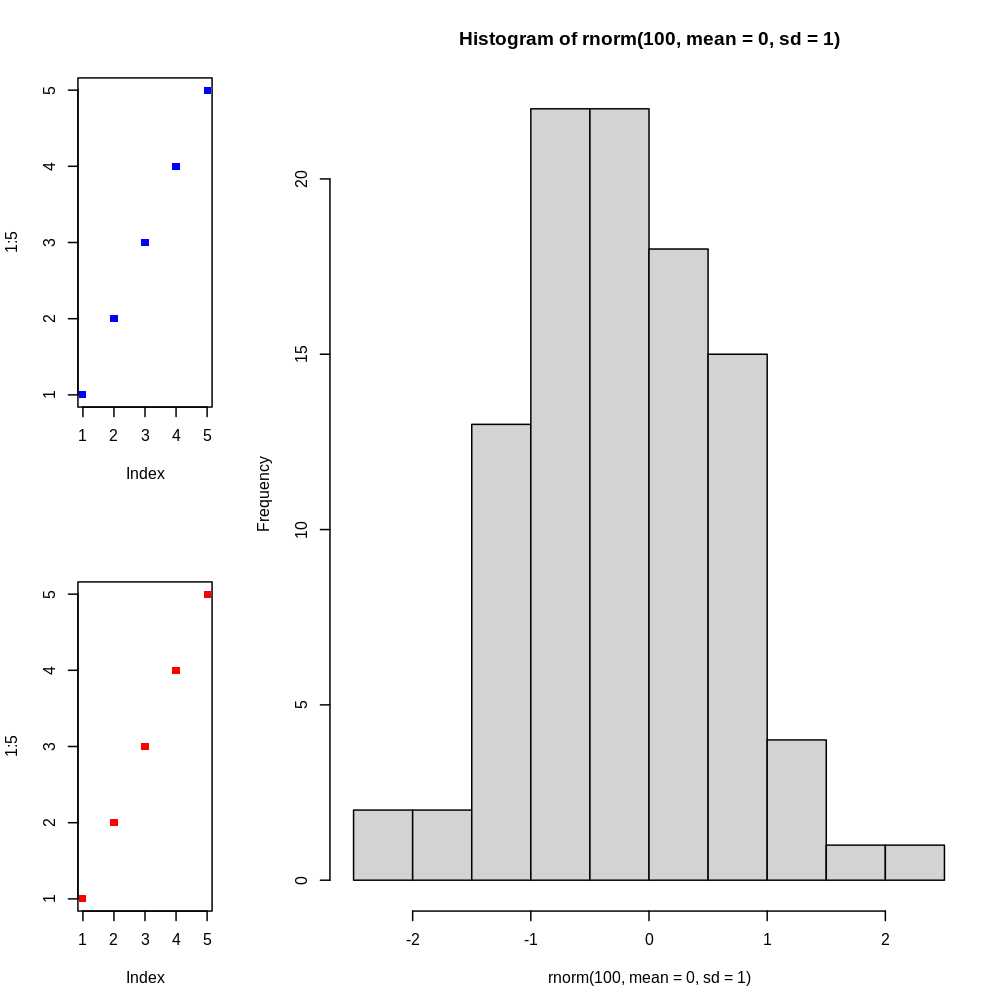 5
4
3
2
1
1:5
1 2 3 4 5
Index
5
4
3
2
1
1:5
1 2 3 4 5
Index
Histogram of rnorm(100, mean = 0, sd = 1)
20
15
10
5
0
Frequency
-2 -1 0 1 2
rnorm(100, mean = 0, sd = 1)